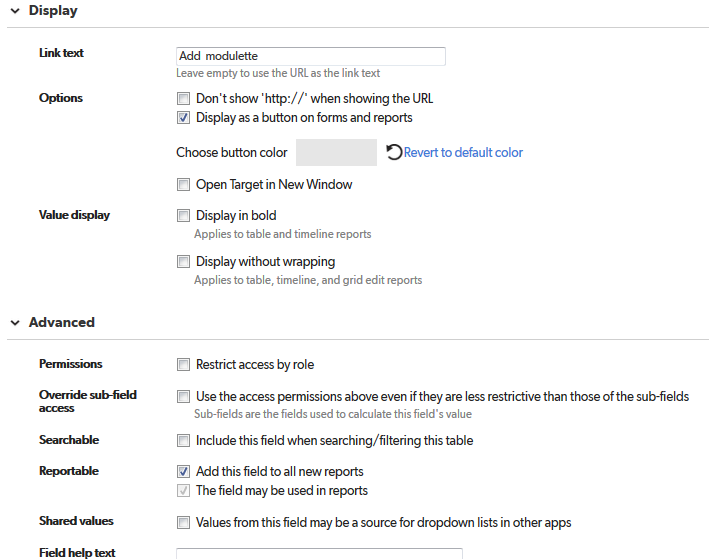 Display
Link text
Add modulette
Leave empty to use the URL as the link text
Options
Don't show 'http://' when showing the URL
Display as a button on forms and reports
Choose button color
Revert to default color
Open Target in New Window
Value display
Display in bold
Applies to table and timeline reports
Display without wrapping
Applies to table, timeline, and grid edit reports
Advanced
Permissions
Restrict access by role
Override sub-field
access
Use the access permissions above even if they are less restrictive than those of the sub-fields
Sub-fields are the fields used to calculate this field's value
Searchable
Include this field when searching/filtering this table
Reportable
Add this field to all new reports
The field may be used in reports
Shared values
Values from this field may be a source for dropdown lists in other apps
Field help text